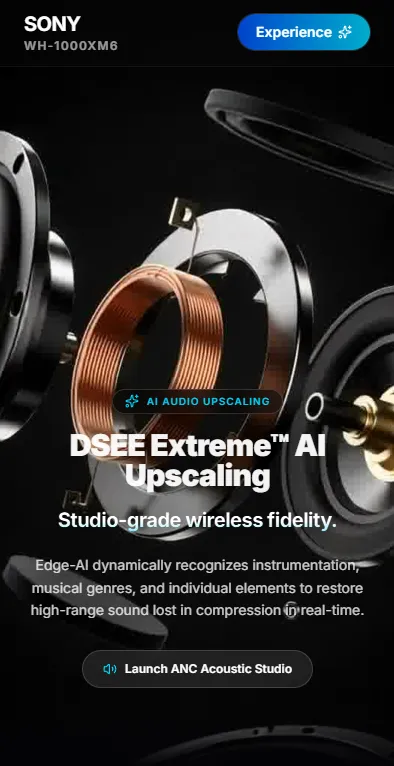 SONY
WH-1000XM6
Experience
AI AUDIO UPSCALING
DSEE Extreme™ AI
Upscaling
Studio-grade wireless fidelity.
Edge-AI dynamically recognizes instrumentation,
musical genres, and individual elements to restore
high-range sound lost in compression in real-time.
Launch ANC Acoustic Studio